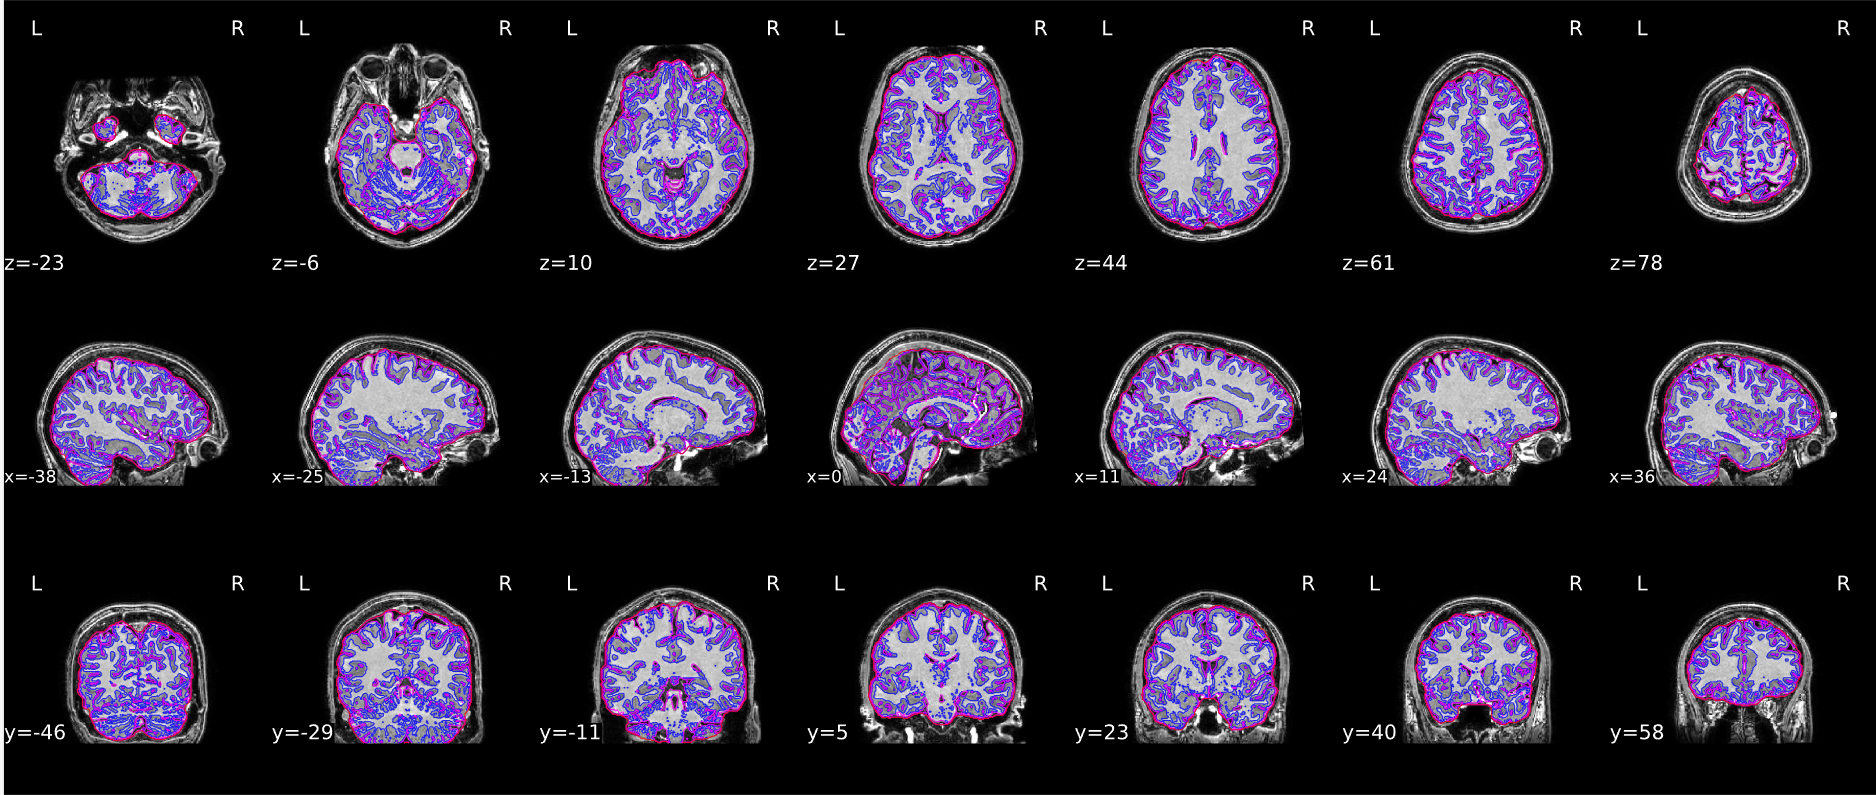 L R L R L R L R L R L R L R
z=-23 z=-6 z=10 z=27 z=44 z=61 z=78
x=-38 x=-25 x=-13 x=0 x=11 x=24 x=36
L R L R L R L R L R L R L R
y=-46 y=-29 y=-11 y=5 y=23 y=40 y=58